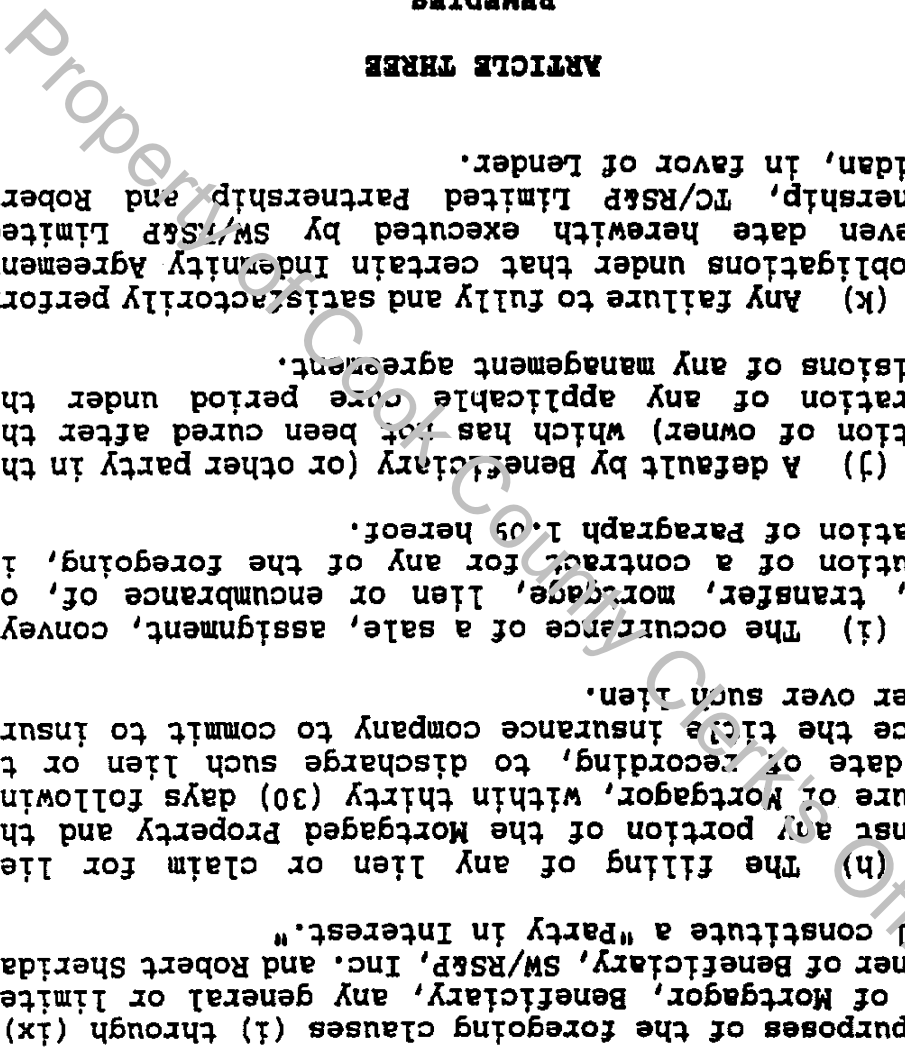 purposes of the foregoing clauses (i) through (ix)
of Mortgagor, Beneficiary, any general or limite
ner of Beneficiary, SW/RS&P, Inc. and Robert Sherida
l constitute a "Party in Interest."
(h) The filing of any lien or claim for lie
nst any portion of the Mortgaged Property and th
ure of Mortgagor, within thirty (30) days followin
date of recording, to discharge such lien or t
ce the title insurance company to commit to insur
er over such lien.
(i) The occurrence of a sale, assignment, convey
, transfer, mortgage, lien or encumbrance of, o
ution of a contract for any of the foregoing, i
ation of Paragraph 1.09 hereof.
(j) A default by Beneficiary (or other party in th
tion of owner) which has not been cured after th
ration of any applicable cure period under th
isions of any management agreement.
(k) Any failure to fully and satisfactorily perfor
obligations under that certain Indemnity Agreemen
even date herewith executed by SW/RS&P Limite
nership, TC/RS&P Limited Partnership and Rober
idan, in favor of Lender.
ARTICLE THREE
REMEDIES
Property of Cook County Clerk's Off